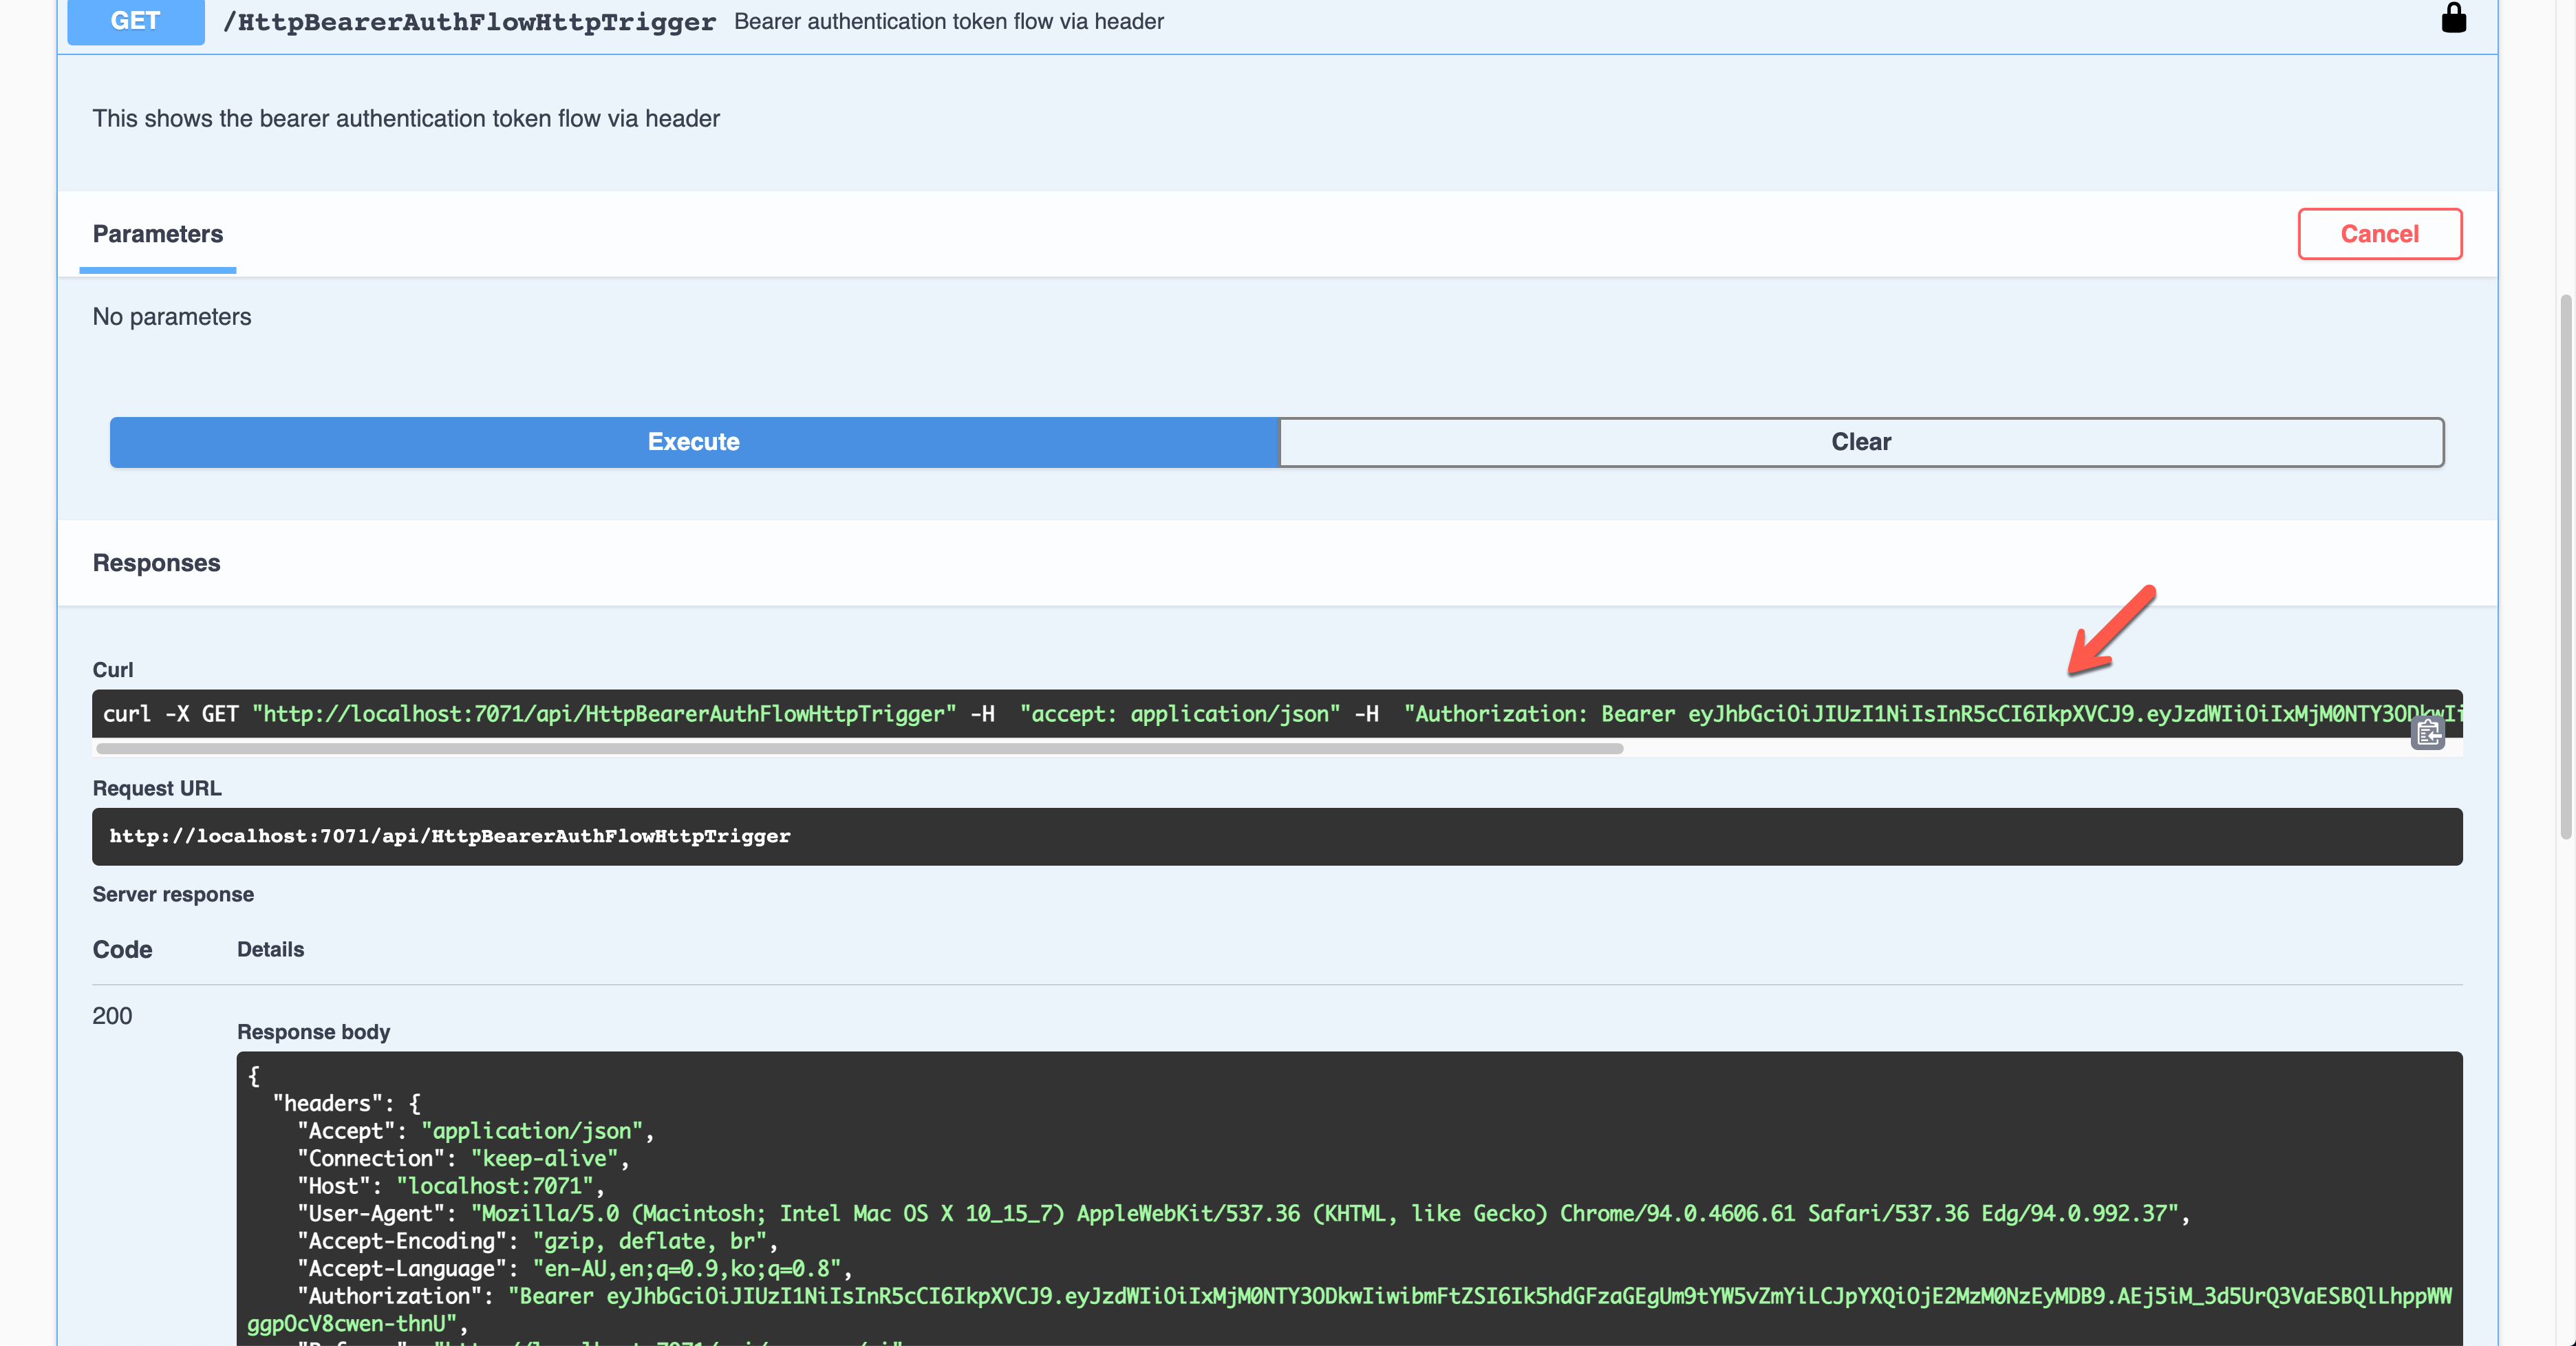 GET /HttpBearerAuthFlowHttpTrigger Bearer authentication token flow via header
This shows the bearer authentication token flow via header
Parameters
Cancel
No parameters
Execute
Clear
Responses
Curl
curl -X GET "http://localhost:7071/api/HttpBearerAuthFlowHttpTrigger" -H  "accept: application/json" -H  "Authorization: Bearer eyJhbGciOiJIUzI1NiIsInR5cCI6IkpXVCJ9.eyJzdWIiOiIxMjM0NTY3ODkwIi
Request URL
http://localhost:7071/api/HttpBearerAuthFlowHttpTrigger
Server response
Code
Details
200
Response body
{
"headers": {
"Accept": "application/json",
"Connection": "keep-alive",
"Host": "localhost:7071",
"User-Agent": "Mozilla/5.0 (Macintosh; Intel Mac OS X 10_15_7) AppleWebKit/537.36 (KHTML, like Gecko) Chrome/94.0.4606.61 Safari/537.36 Edg/94.0.992.37",
"Accept-Encoding": "gzip, deflate, br",
"Accept-Language": "en-AU,en;q=0.9,ko;q=0.8",
"Authorization": "Bearer eyJhbGciOiJIUzI1NiIsInR5cCI6IkpXVCJ9.eyJzdWIiOiIxMjM0NTY3ODkwIiwibmFtZSI6Ik5hdGFzaGEgUm9tYW5vZmYiLCJpYXQiOjE2MzM0NzEyMDB9.AEj5iM_3d5UrQ3VaESBQlLhppWW
ggpOcV8cwen-thnU",